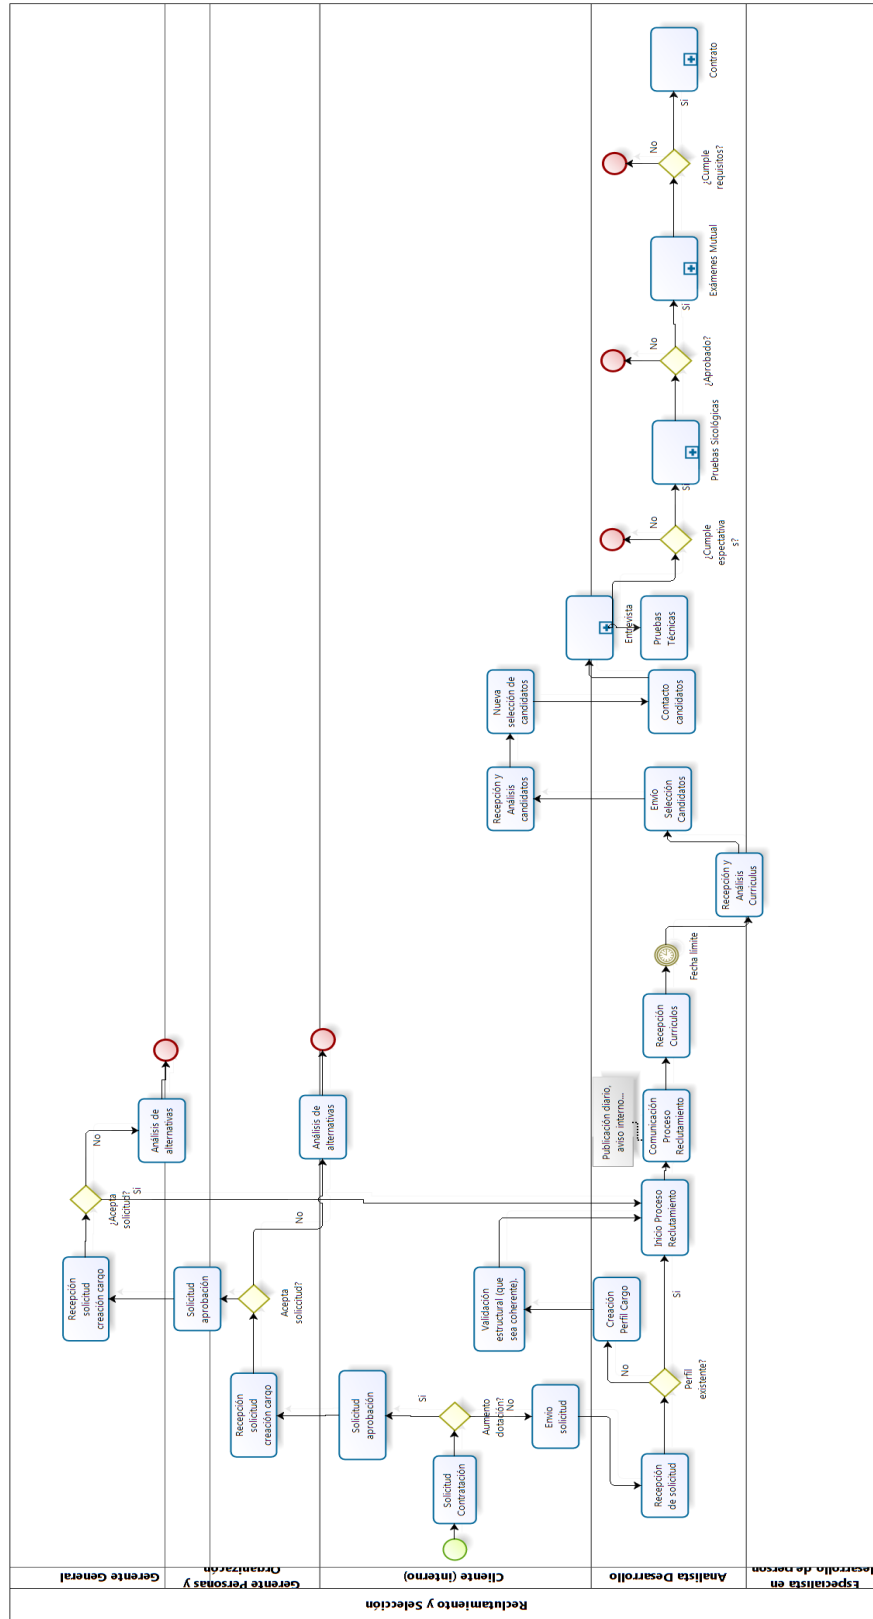 Reclutamiento y Selección
Gerente General
Gerente Personas y
Organización
Cliente (interno)
Analista Desarrollo
Especialista en
desarrollo de person
Solicitud
Contratación
Aumento
dotación?
Si
No
Solicitud
aprobación
Envio
solicitud
Recepción
solicitud
creación cargo
Acepta
soliccitud?
No
Solicitud
aprobación
Recepción
solicitud
creación cargo
¿Acepta
solicitud?
Si
No
Análisis de
alternativas
Análisis de
alternativas
Recepción
de solicitud
Perfil
existente?
No
Si
Creación
Perfil Cargo
Validación
estructural (que
sea coherente).
Inicio Proceso
Reclutamiento
Comunicación
Proceso
Reclutamiento
Publicación diario,
aviso interno...
Recepción
Currículos
Fecha límite
Recepción y
Análisis
Curriculus
Envío
Selección
Candidatos
Recepción y
Análisis
candidatos
Nueva
selección de
candidatos
Contacto
candidatos
Entrevista
Pruebas
Técnicas
¿Cumple
espectativa
s?
No
Si
Pruebas Sicológicas
¿Aprobado?
No
Si
Exámenes Mutual
¿Cumple
requisitos?
No
Si
Contrato